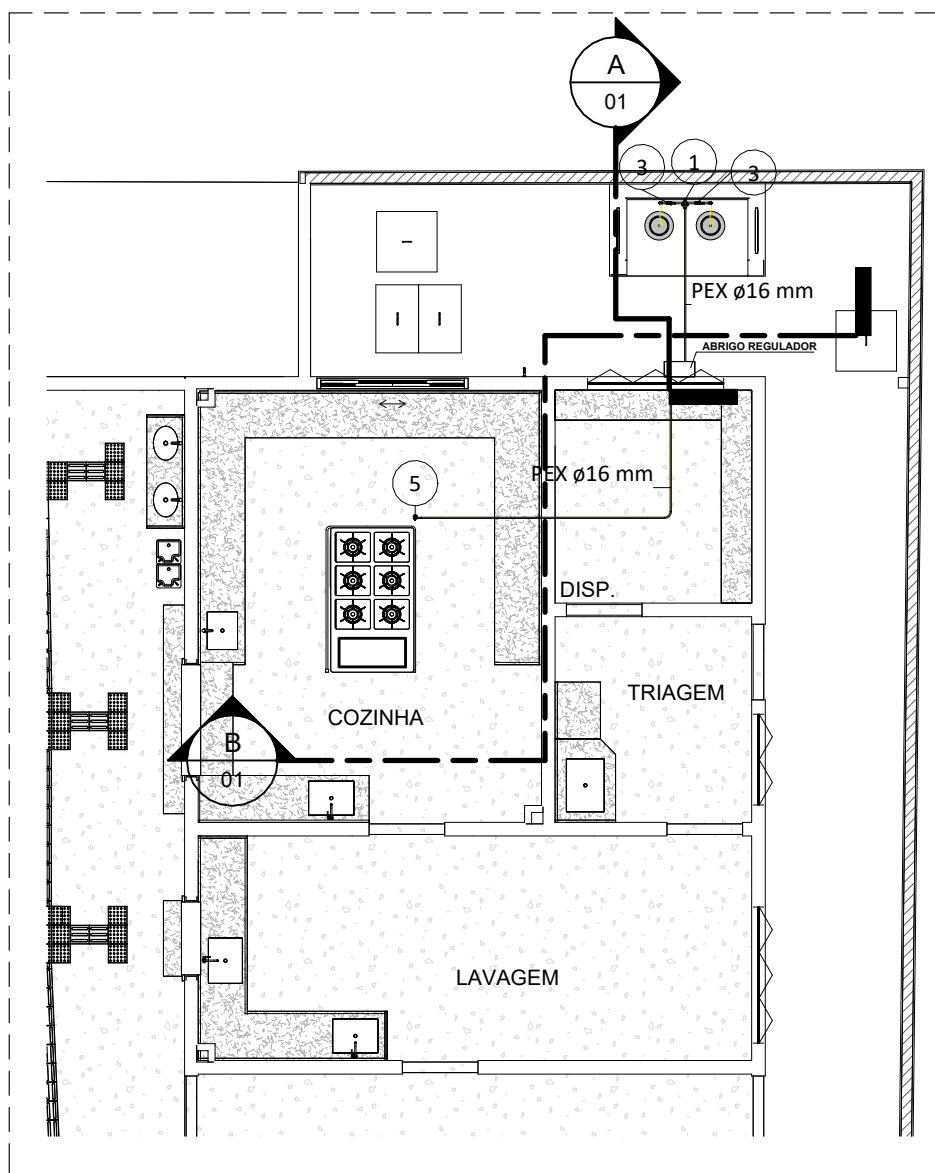 A
01
3
1
3
PEX ø16 mm
ABRIGO REGULADOR
PEX ø16 mm
5
DISP.
TRIAGEM
COZINHA
B
01
LAVAGEM